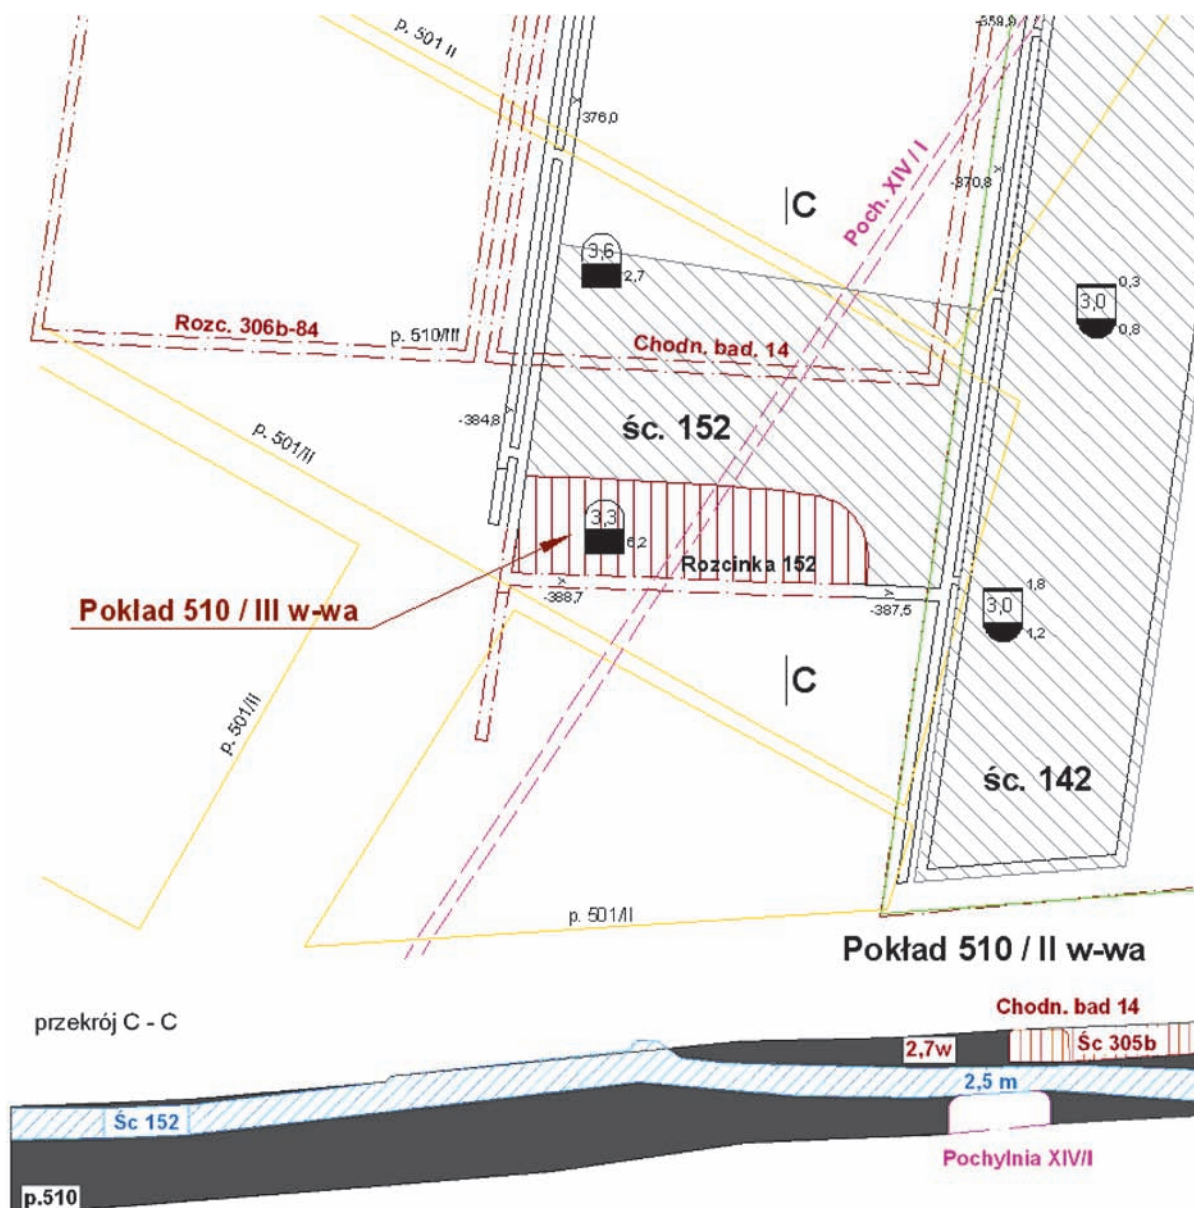 p. 501 II
-359,9
376,0
-370,8
Poch. XIV / I
C
3,6
2,7
0,3
3,0
0,8
Rozc. 306b-84
p. 510/III
Chodn. bad. 14
-384,8
śc. 152
p. 501/II
3,3
6,2
Rozcinka 152
-388,7
-387,5
1,8
3,0
1,2
Pokład 510 / III w-wa
C
p. 501/II
śc. 142
p. 501/II
Pokład 510 / II w-wa
przekrój C - C
Chodn. bad 14
2,7w
Śc 305b
2,5 m
Śc 152
Pochylnia XIV/I
p.510